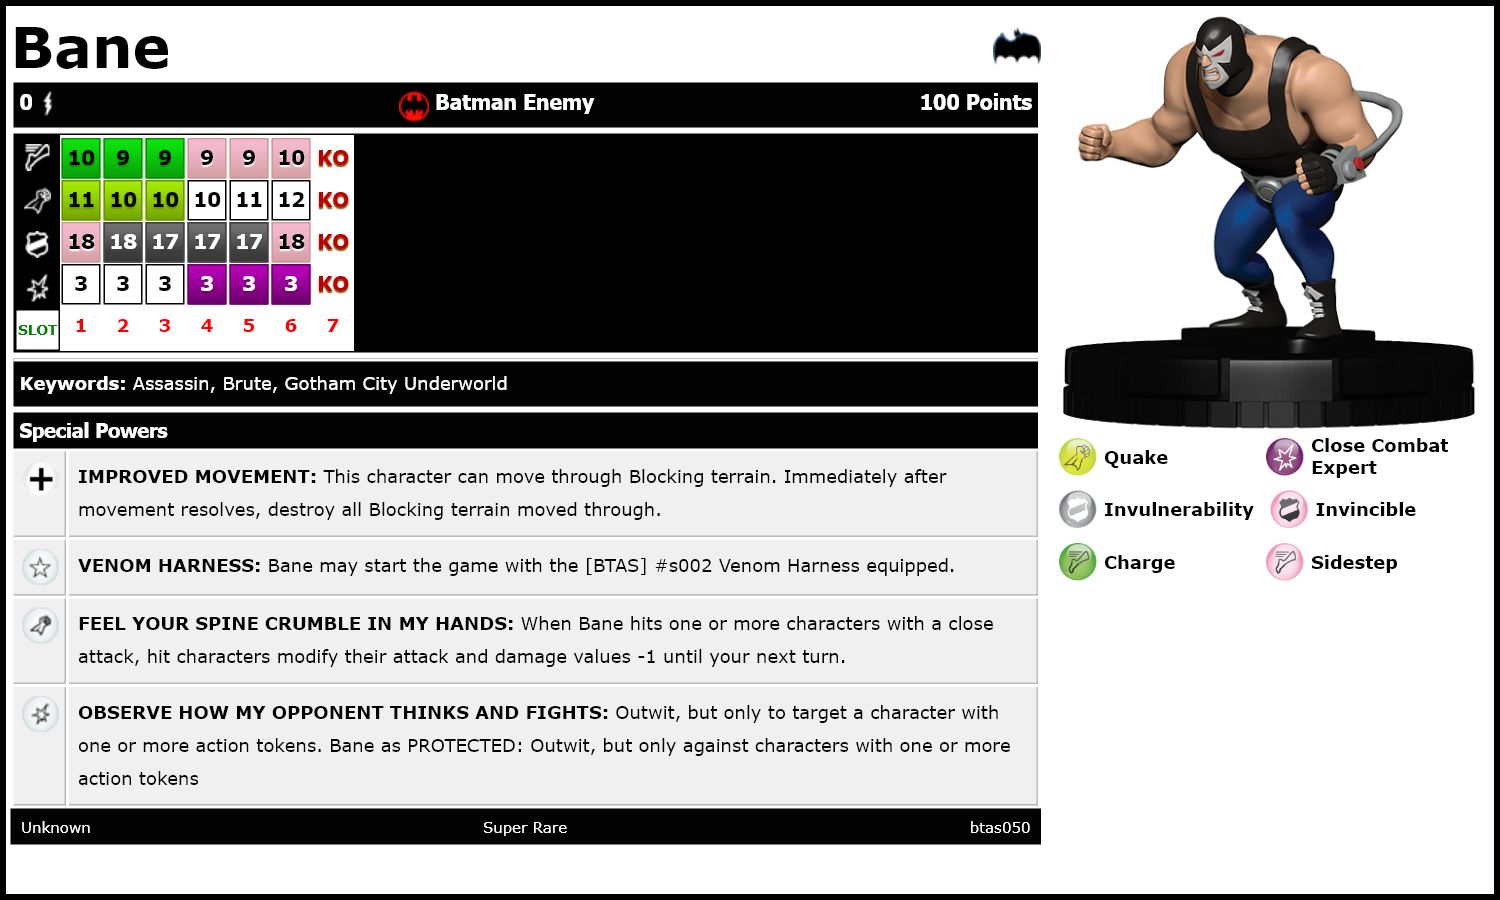 Bane
0 Batman Enemy 100 Points
10 9 9 9 9 10 KO
11 10 10 10 11 12 KO
18 18 17 17 17 18 KO
3 3 3 3 3 3 KO
SLOT 1 2 3 4 5 6 7
Keywords: Assassin, Brute, Gotham City Underworld
Special Powers
IMPROVED MOVEMENT: This character can move through Blocking terrain. Immediately after
movement resolves, destroy all Blocking terrain moved through.
VENOM HARNESS: Bane may start the game with the [BTAS] #s002 Venom Harness equipped.
FEEL YOUR SPINE CRUMBLE IN MY HANDS: When Bane hits one or more characters with a close
attack, hit characters modify their attack and damage values -1 until your next turn.
OBSERVE HOW MY OPPONENT THINKS AND FIGHTS: Outwit, but only to target a character with
one or more action tokens. Bane as PROTECTED: Outwit, but only against characters with one or more
action tokens
Unknown Super Rare btas050
Quake
Close Combat
Expert
Invulnerability
Invincible
Charge
Sidestep